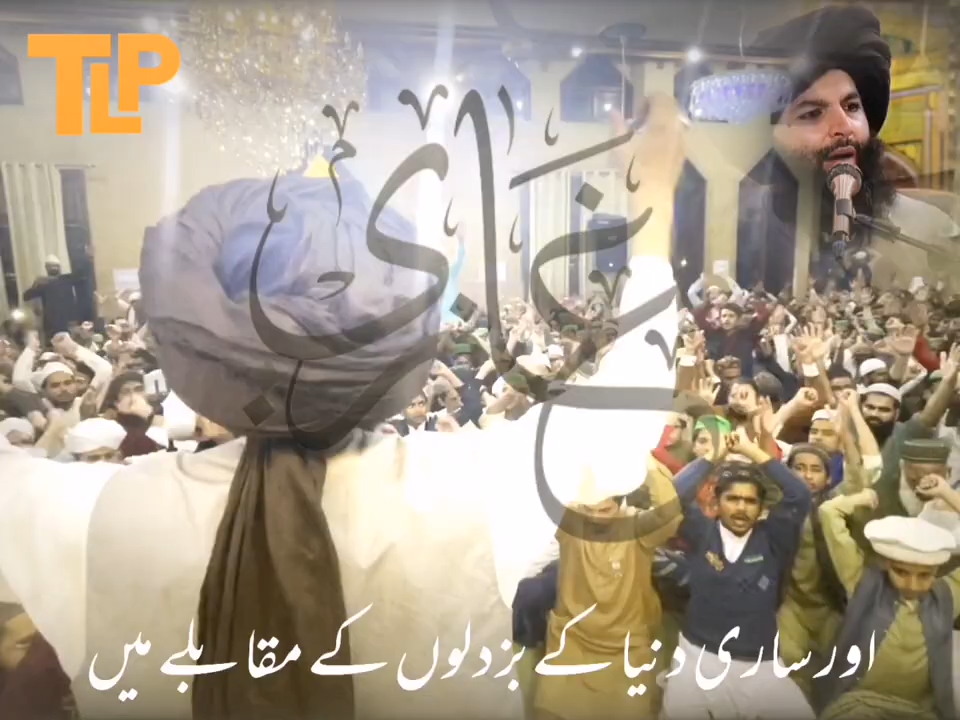 TLP
اور ساری دنیا کے بزدلوں کے مقابلے میں